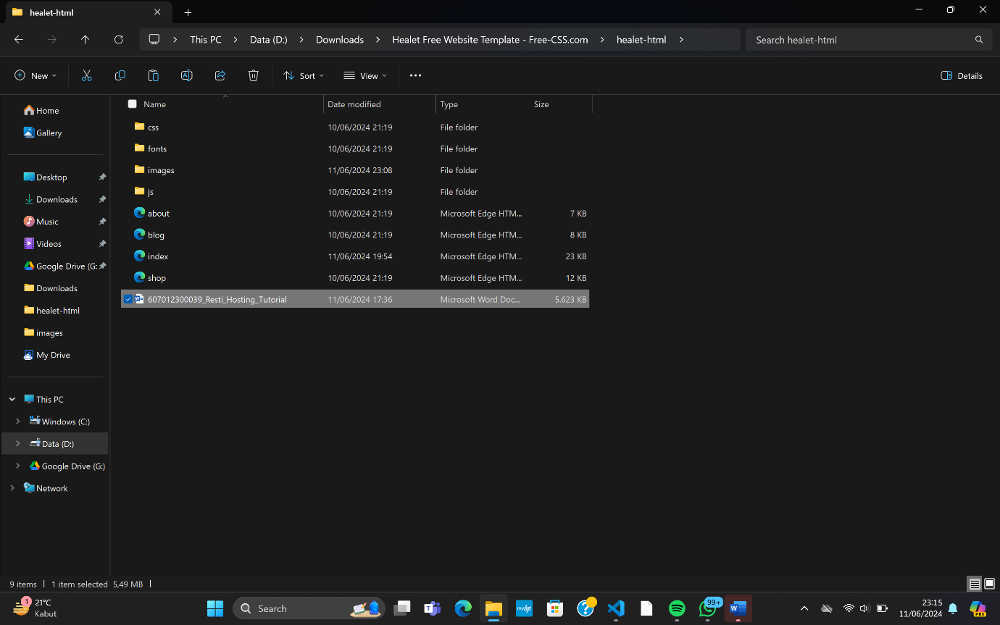 healet-html
This PC > Data (D:) > Downloads > Healet Free Website Template - Free-CSS.com > healet-html >
Search healet-html
New
Sort
View
Details
Name Date modified Type Size
css 10/06/2024 21:19 File folder
fonts 10/06/2024 21:19 File folder
images 11/06/2024 23:08 File folder
js 10/06/2024 21:19 File folder
about 10/06/2024 21:19 Microsoft Edge HTM... 7 KB
blog 10/06/2024 21:19 Microsoft Edge HTM... 8 KB
index 11/06/2024 19:54 Microsoft Edge HTM... 23 KB
shop 10/06/2024 21:19 Microsoft Edge HTM... 12 KB
607012300039_Resti_Hosting_Tutorial 11/06/2024 17:36 Microsoft Word Doc... 5.623 KB
Home
Gallery
Desktop
Downloads
Music
Videos
Google Drive (G:
Downloads
healet-html
images
My Drive
This PC
Windows (C:)
Data (D:)
Google Drive (G:)
Network
9 items | 1 item selected 5,49 MB |
1
21°C
Kabut
Search
myhp
99+
W
PRE
23:15
11/06/2024